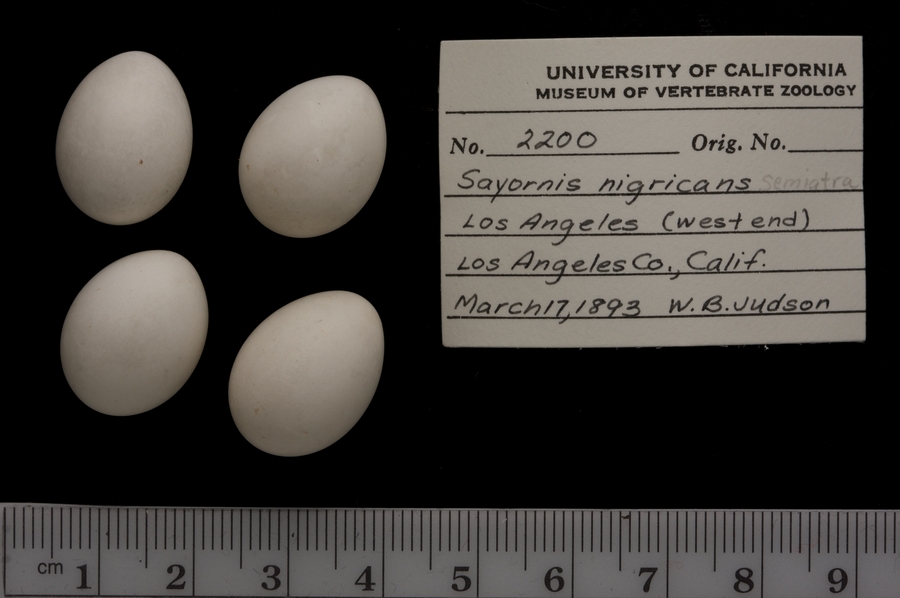 UNIVERSITY OF CALIFORNIA
MUSEUM OF VERTEBRATE ZOOLOGY
No. 2200 Orig. No.
Sayornis nigricans semiatra
Los Angeles (west end)
Los Angeles Co., Calif.
March 17, 1893 W. B. Judson
cm 1 2 3 4 5 6 7 8 9